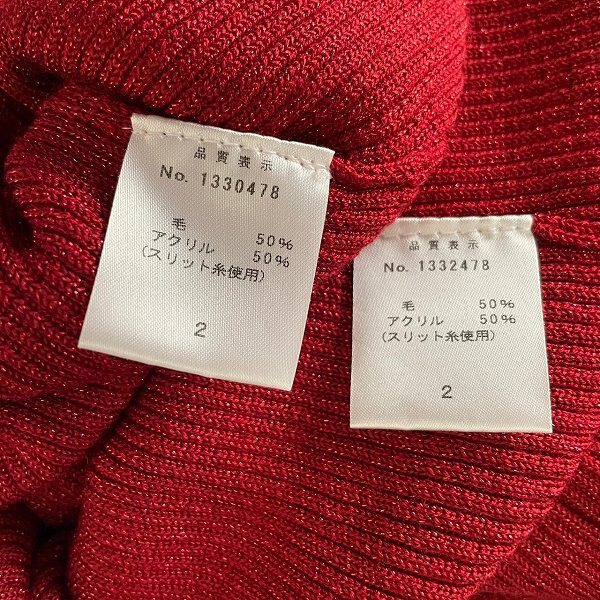 品質表示
No. 1330478
毛 50%
アクリル 50%
(スリット糸使用)
2
品質表示
No. 1332478
毛 50%
アクリル 50%
(スリット糸使用)
2